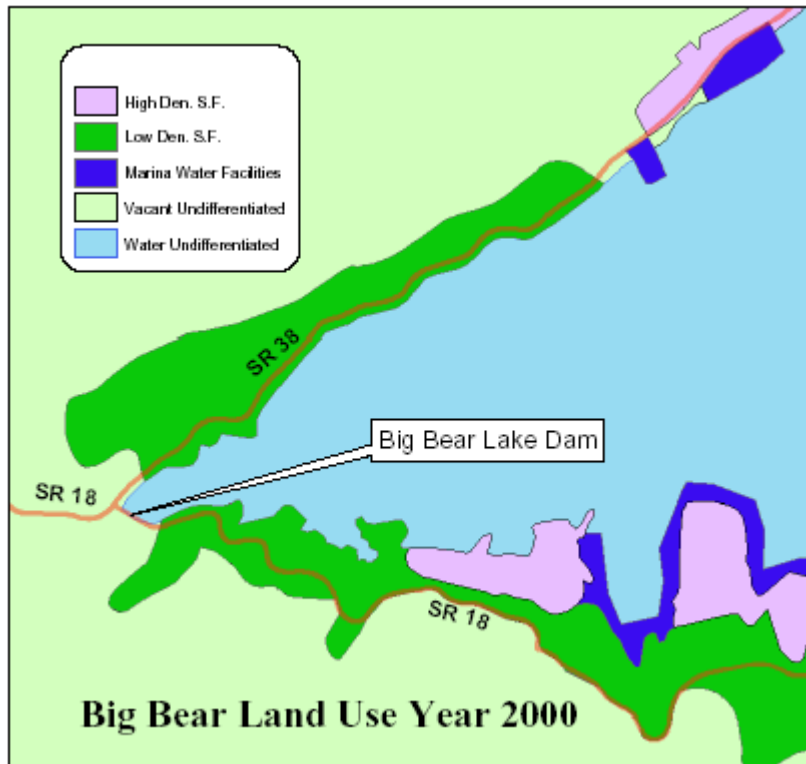 High Den. S.F.
Low Den. S.F.
Marina Water Facilities
Vacant Undifferentiated
Water Undifferentiated
SR 38
Big Bear Lake Dam
SR 18
SR 18
Big Bear Land Use Year 2000